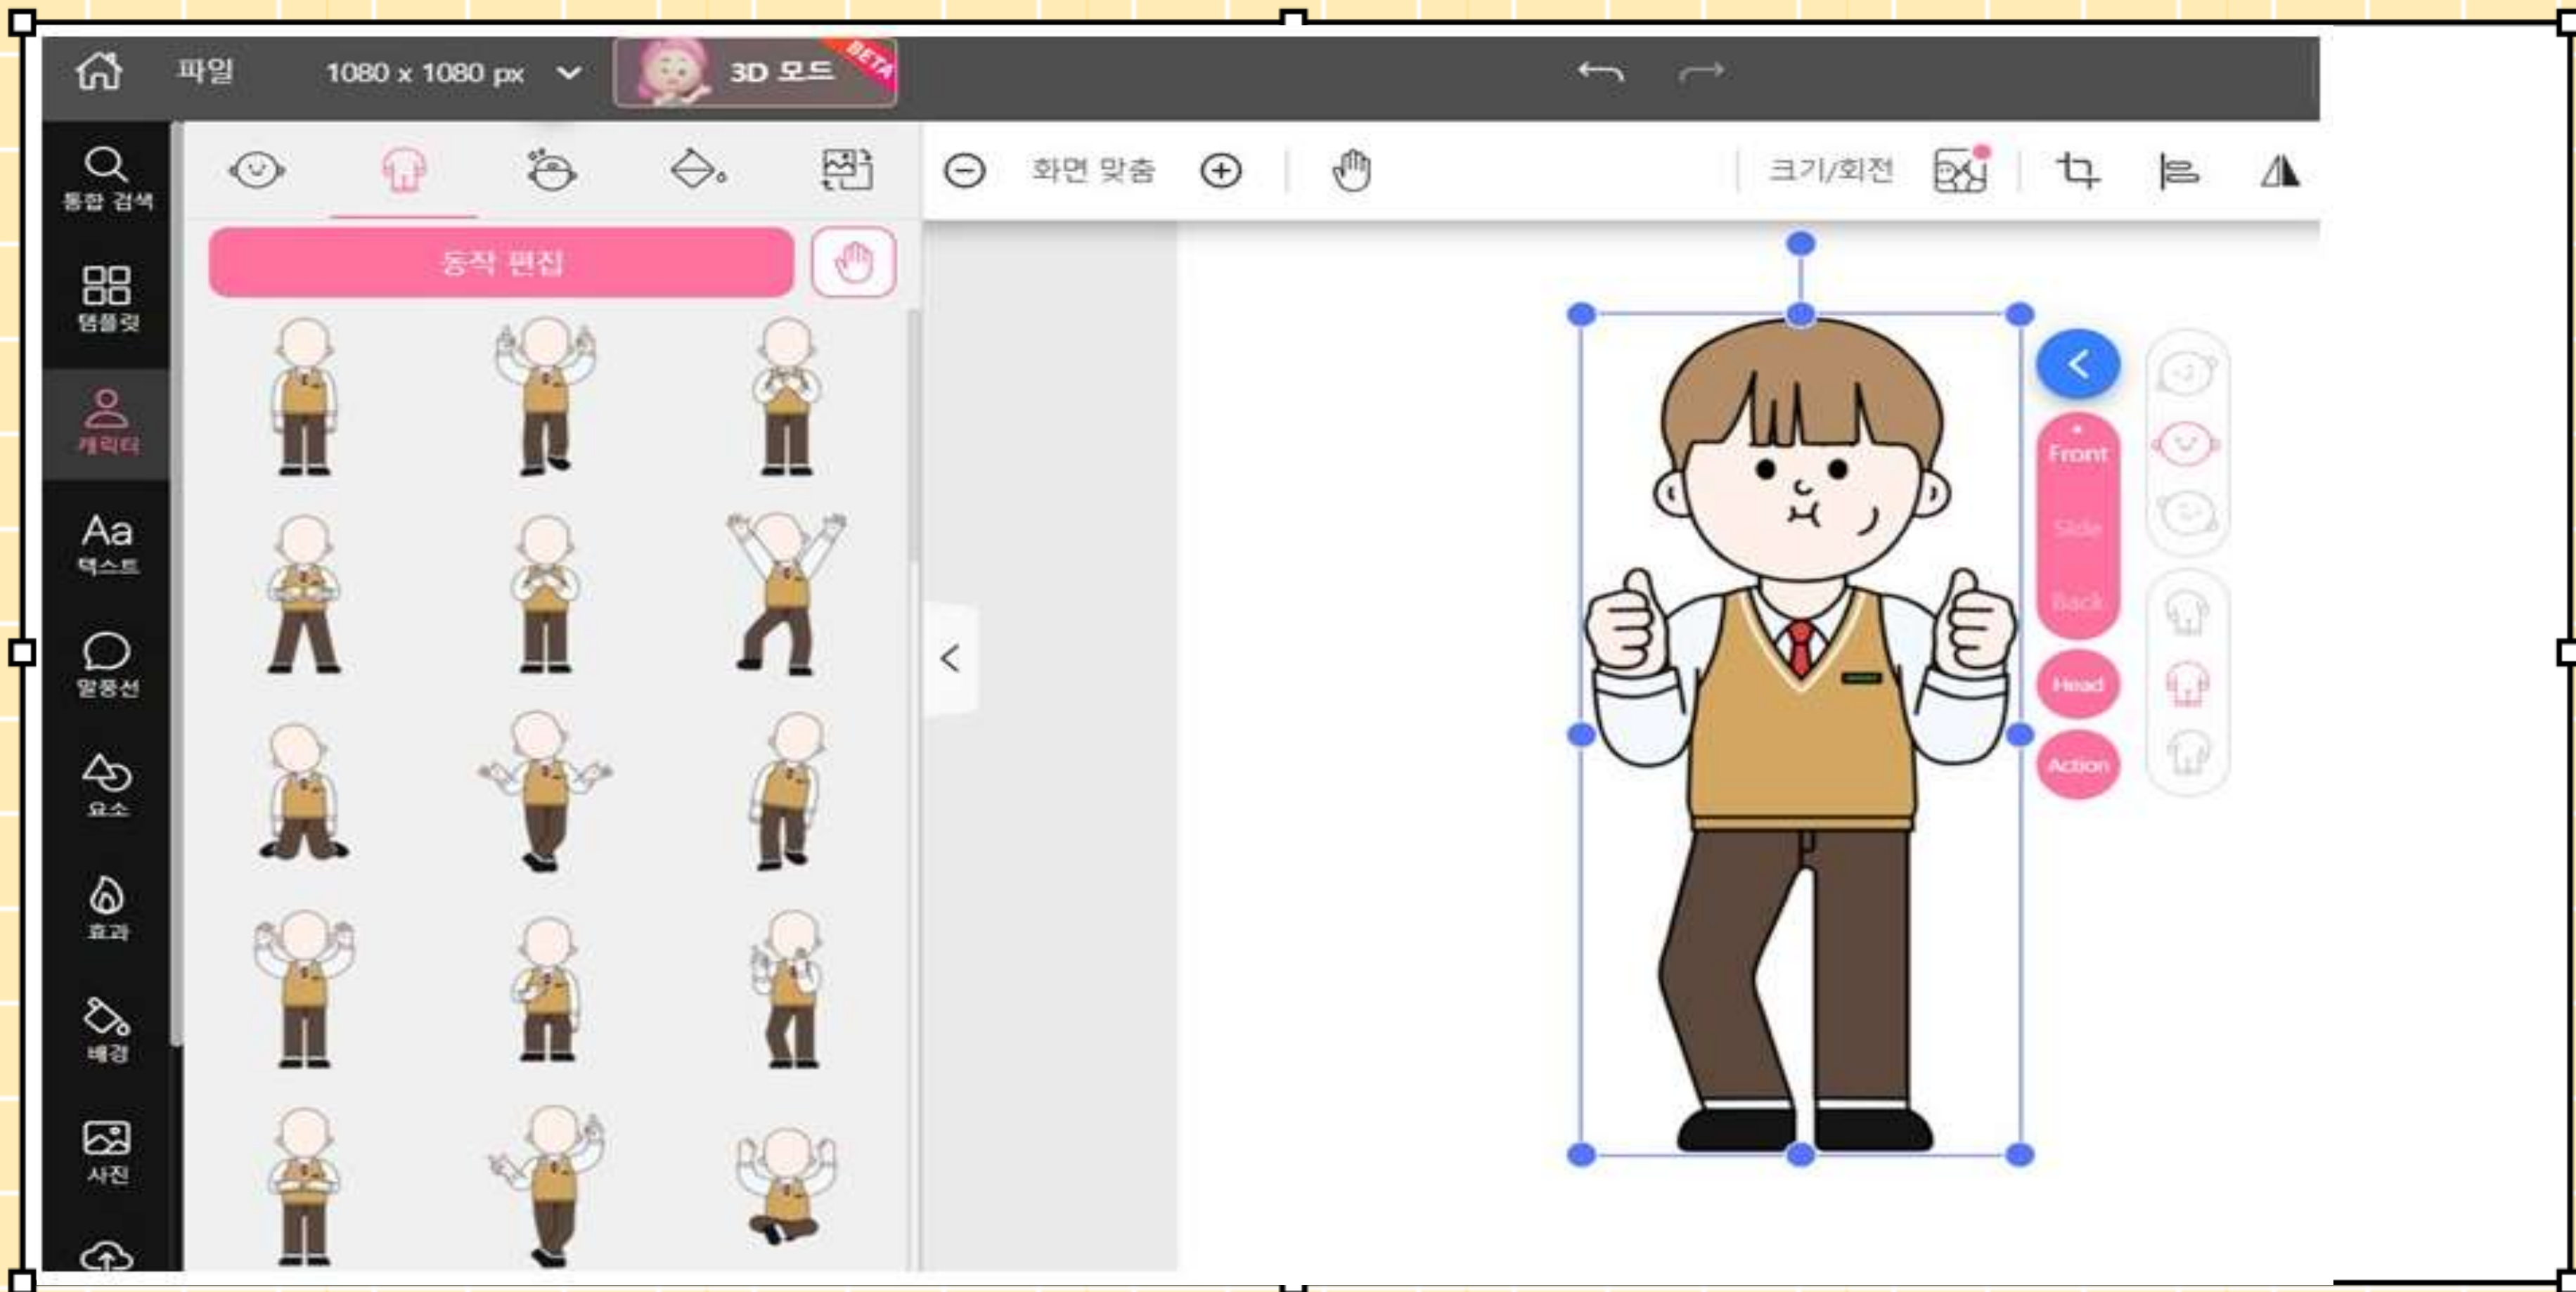 파일
1080 x 1080 px
3D 모드
BETA
통합 검색
템플릿
캐릭터
텍스트
Aa
말풍선
요소
효과
배경
사진
동작 편집
화면 맞춤
크기/회전
Front
Slide
Back
Head
Action